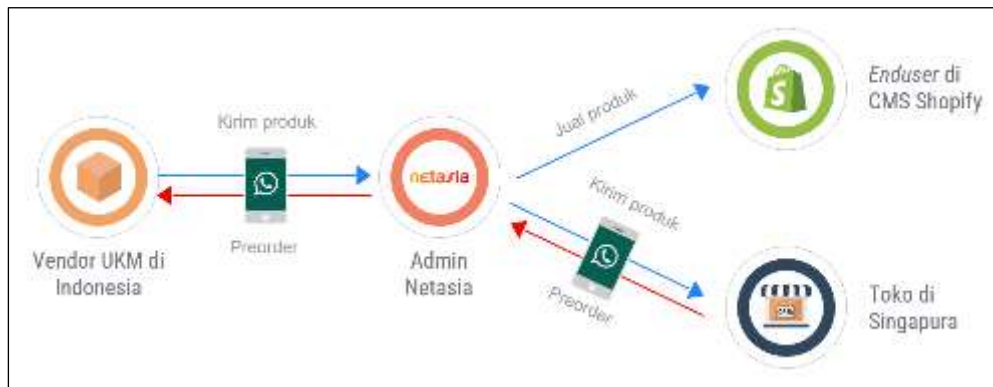 Kirim produk
Preorder
Vendor UKM di
Indonesia
netasia
Admin
Netasia
Jual produk
Kirim produk
Preorder
Enduser di
CMS Shopify
Toko di
Singapura